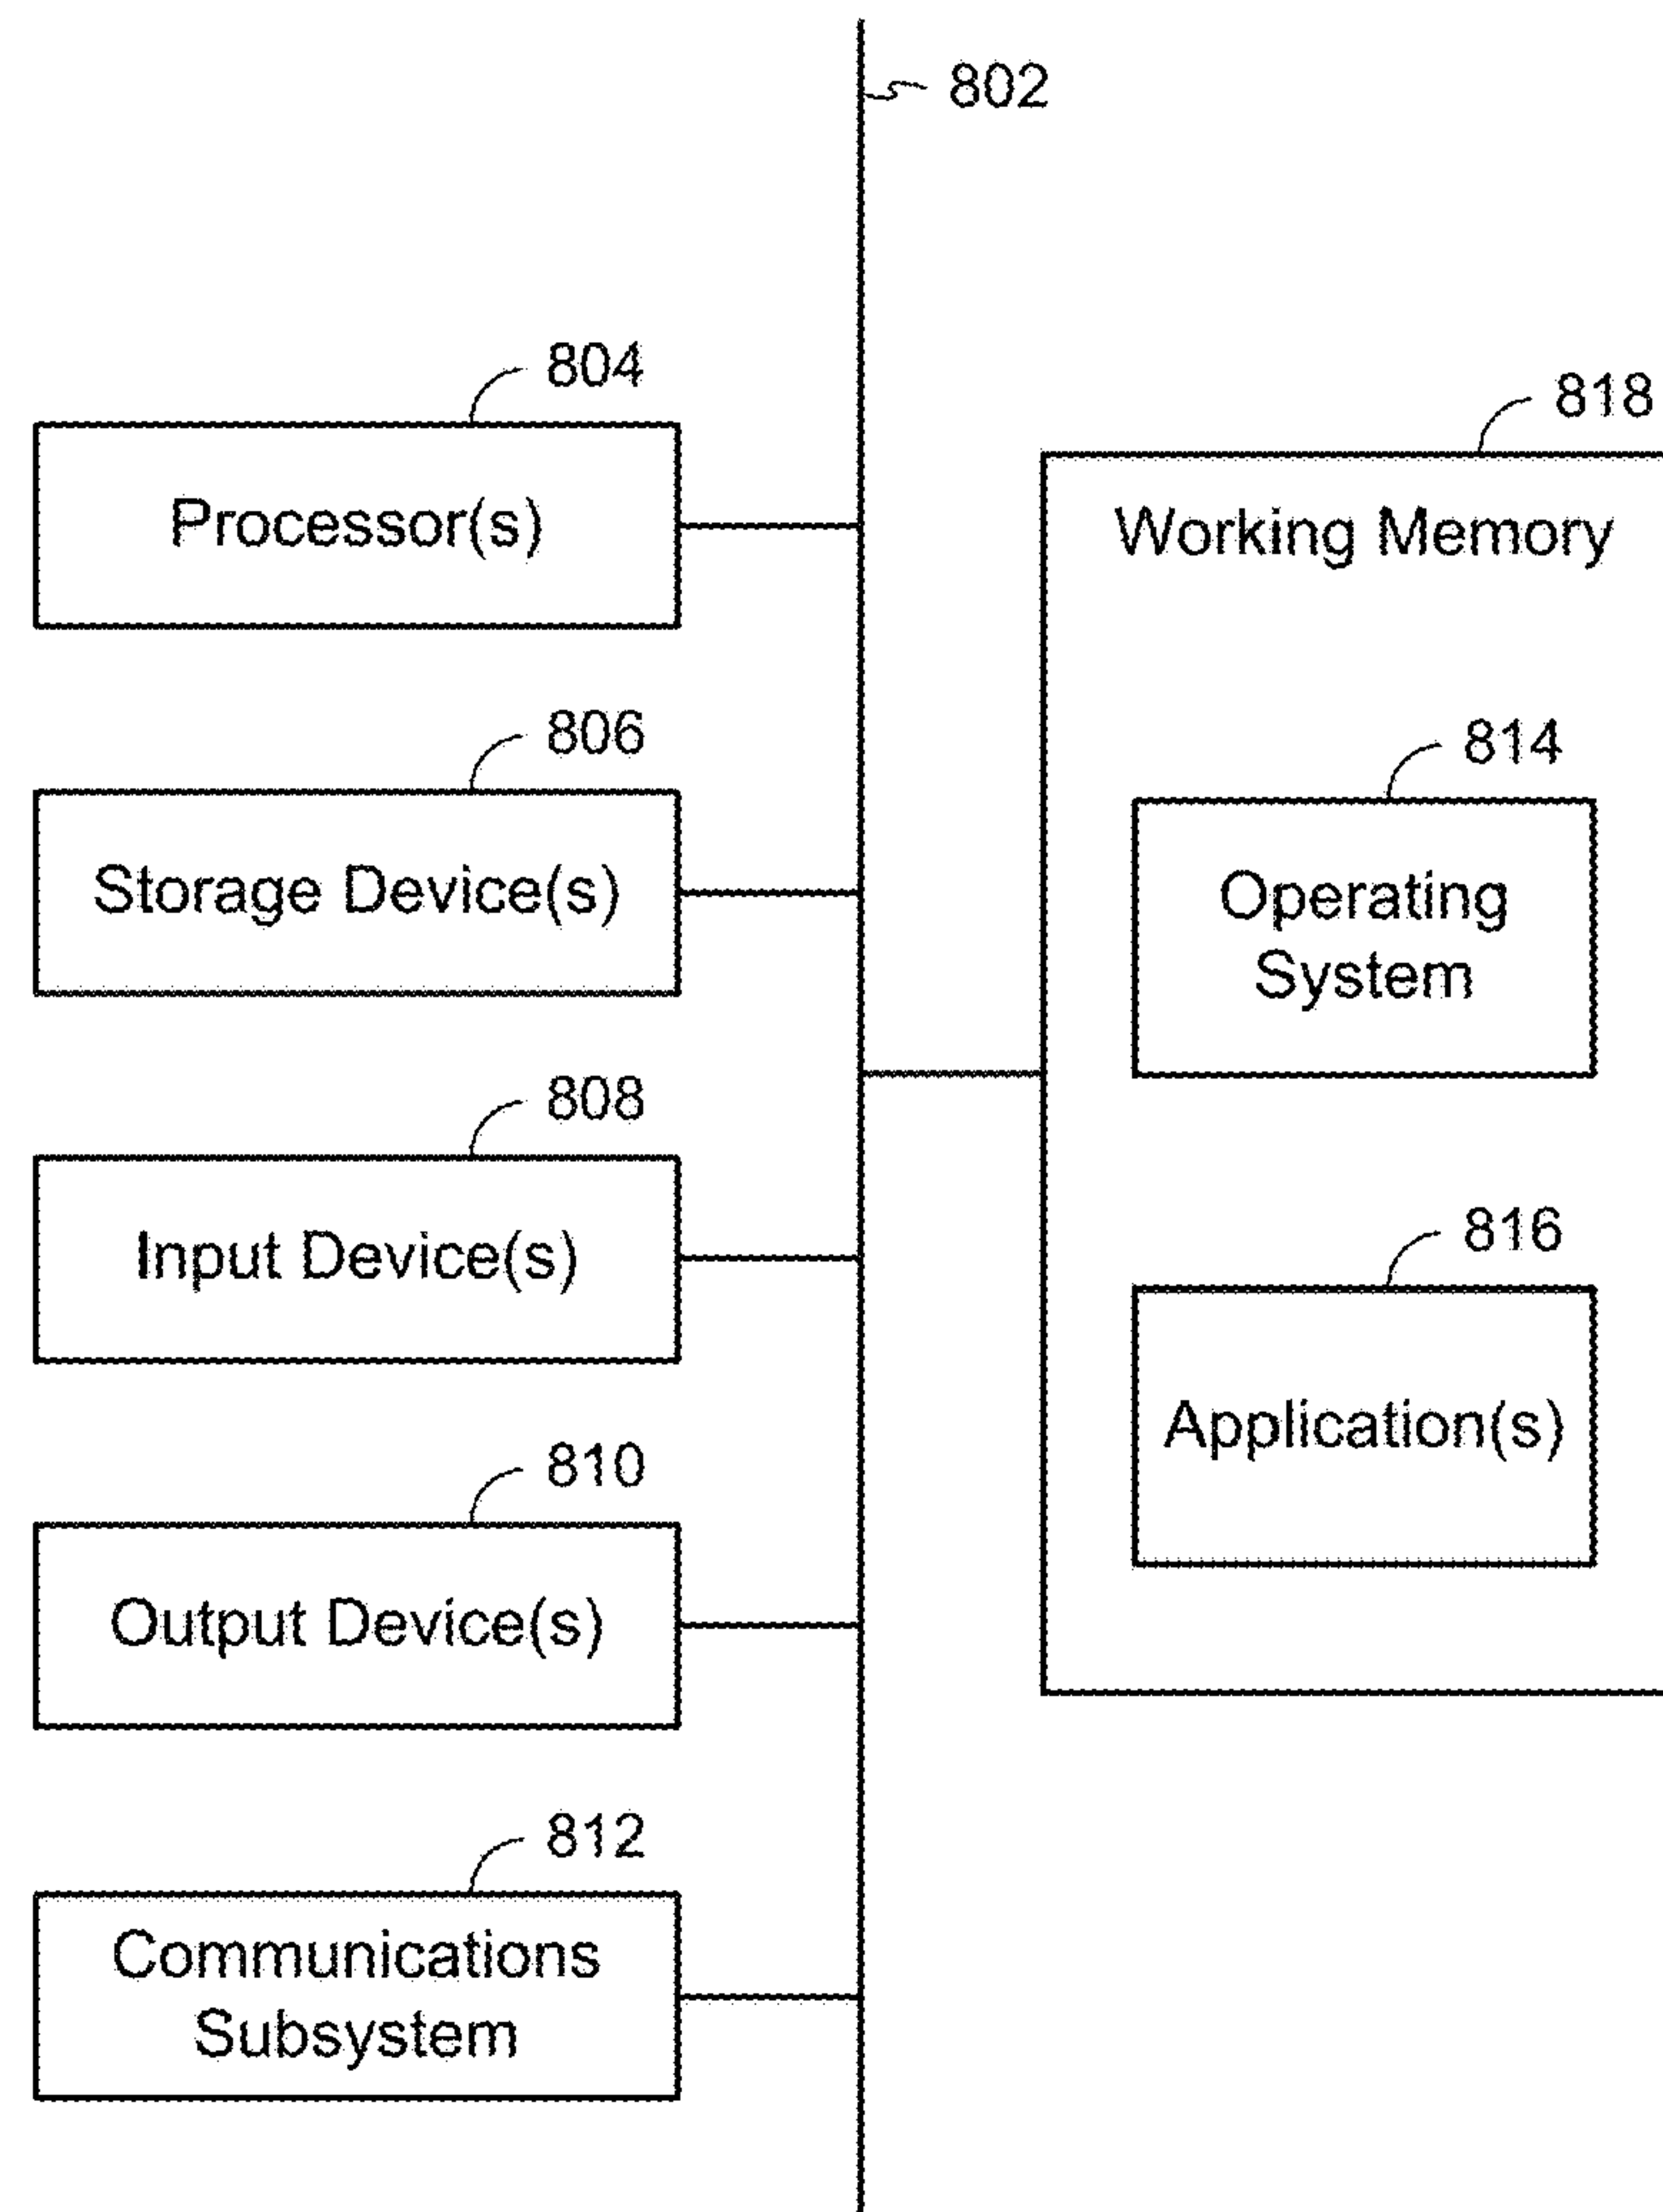 802
804
Processor(s)
818
Working Memory
806
Storage Device(s)
814
Operating
System
808
Input Device(s)
816
Application(s)
810
Output Device(s)
812
Communications
Subsystem